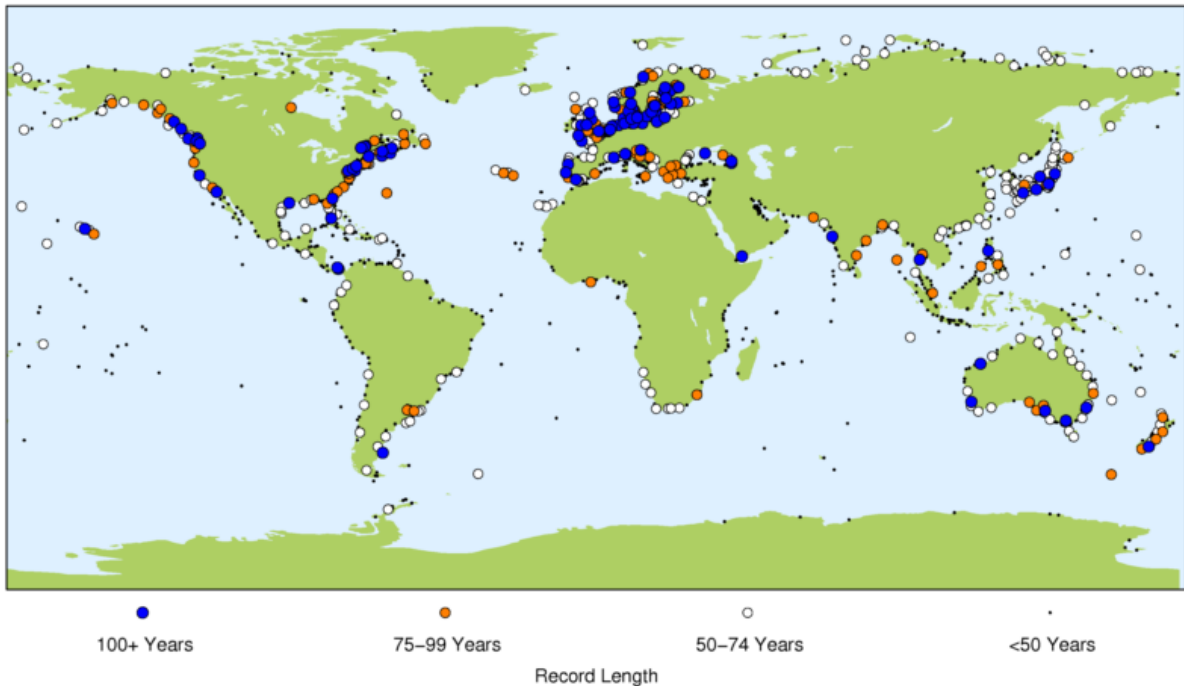 100+ Years
75–99 Years
50–74 Years
<50 Years
Record Length